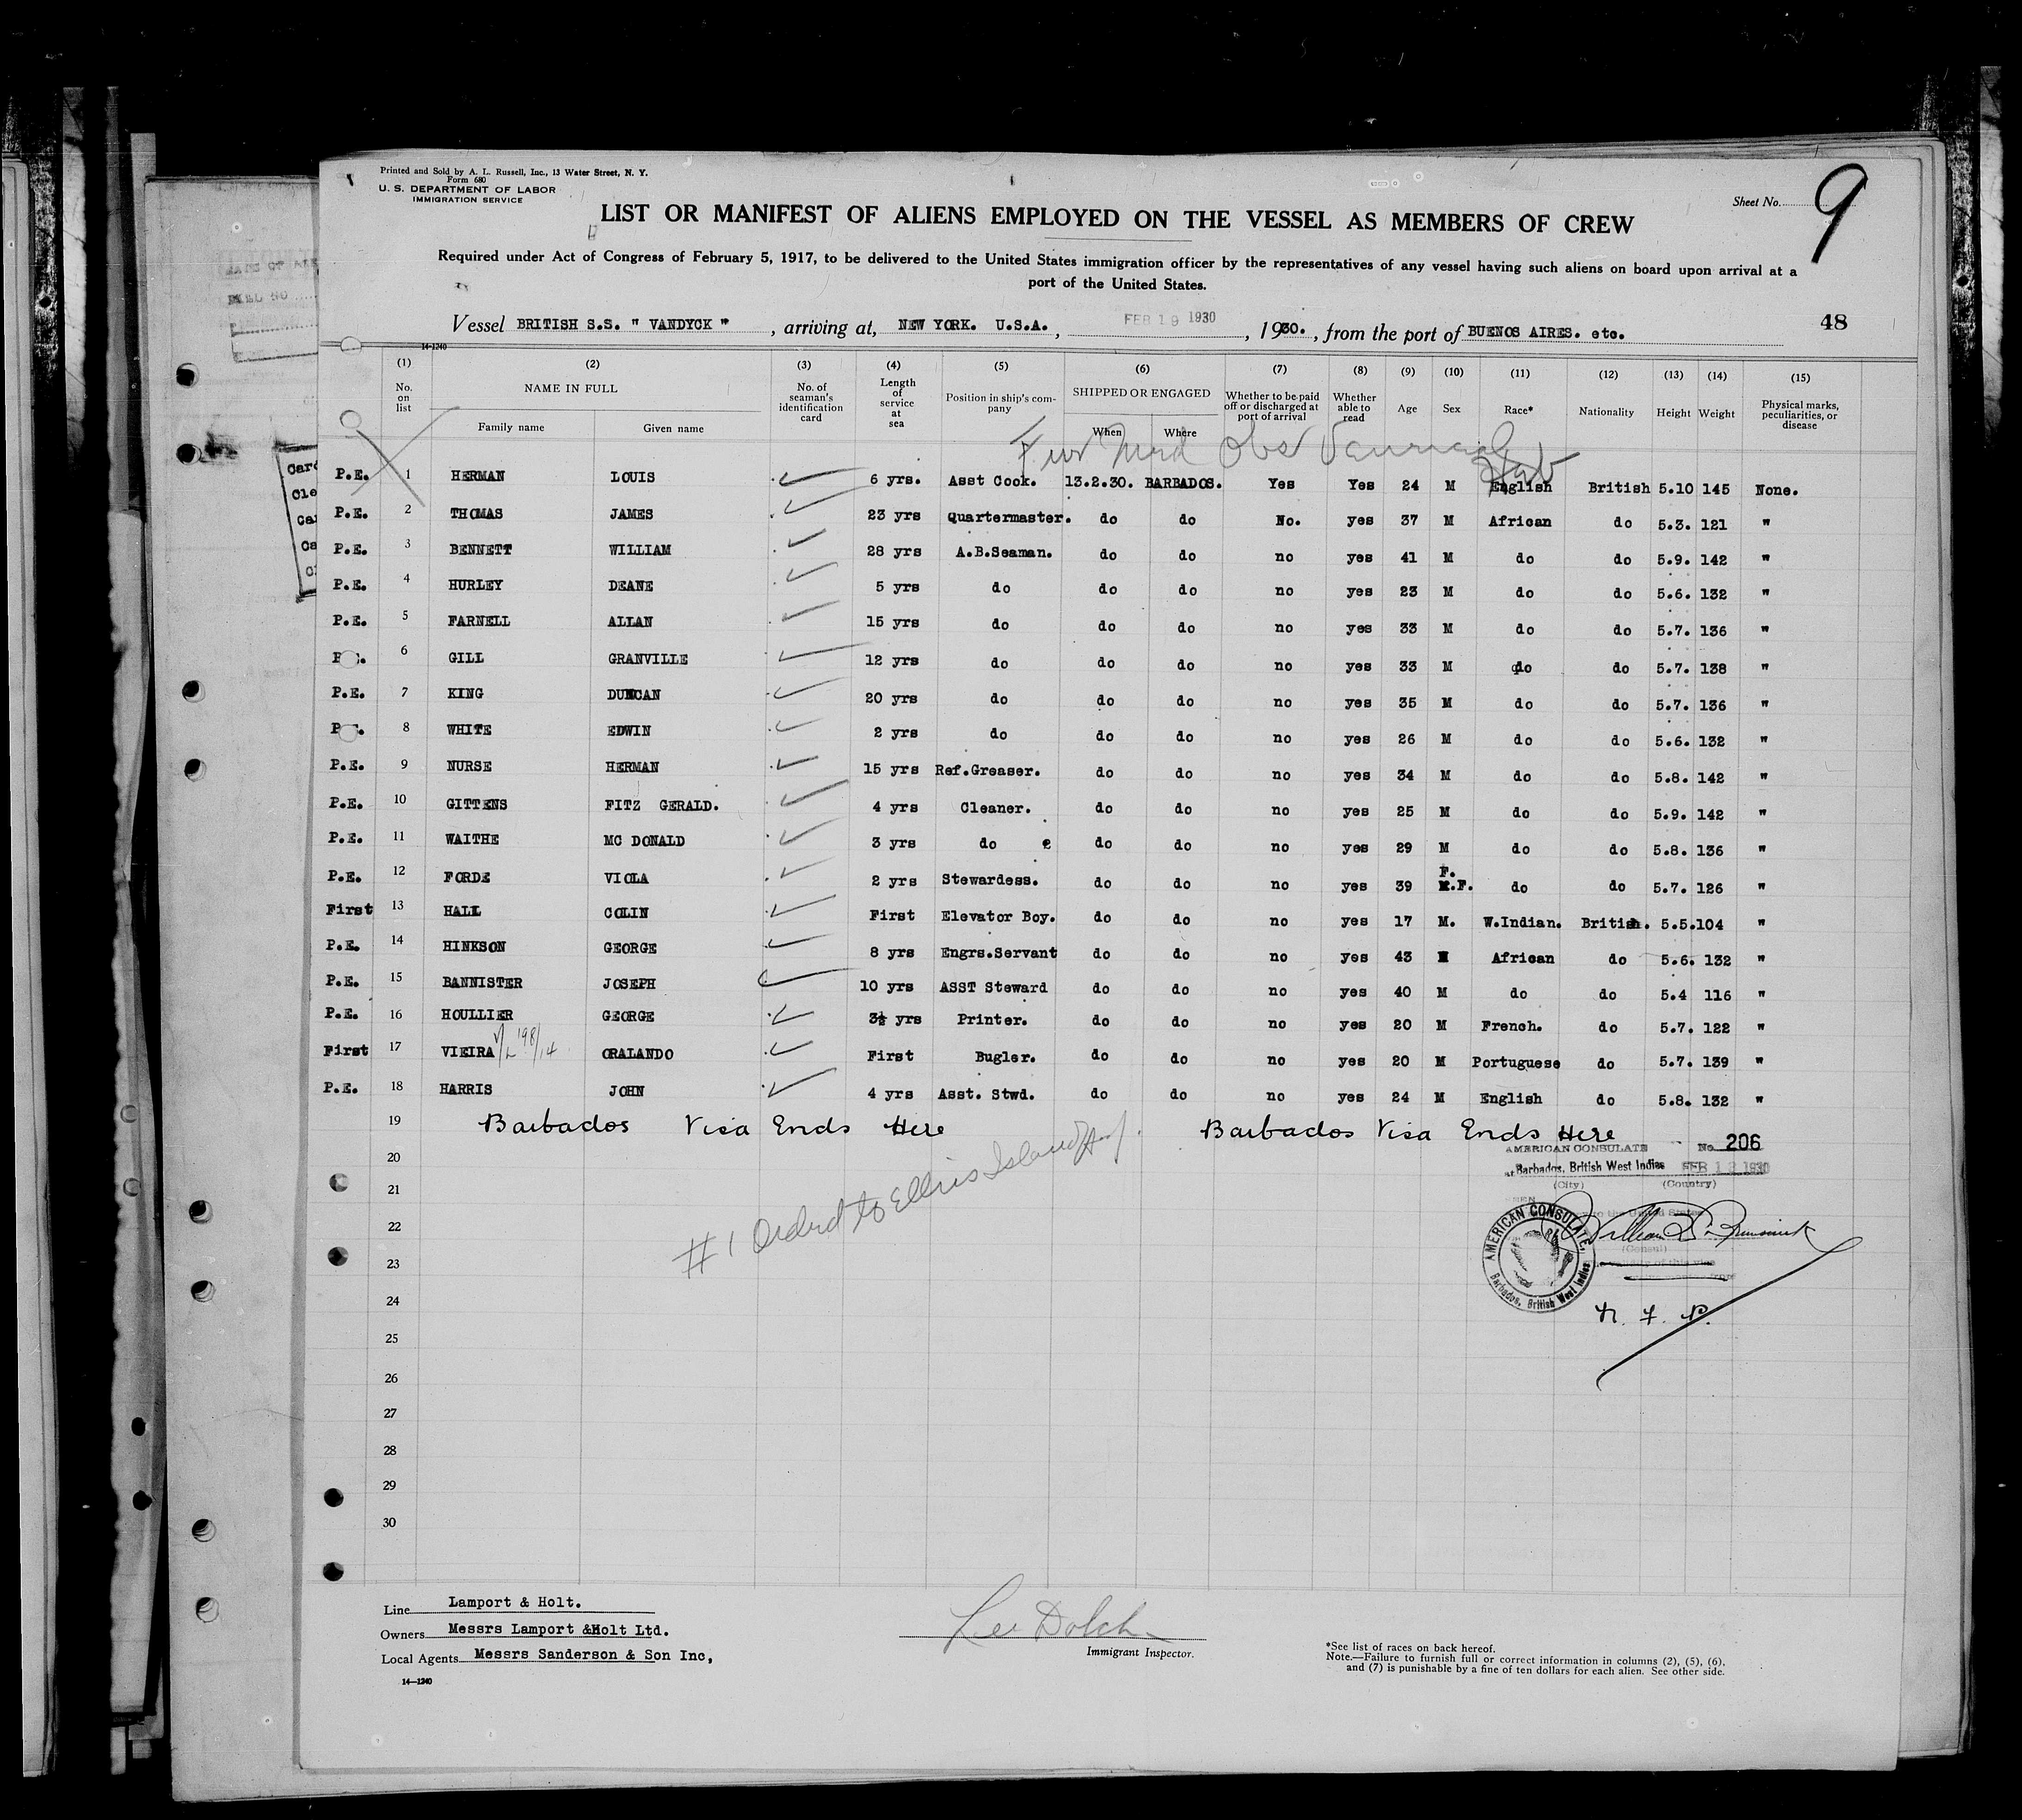 Printed and Sold by A. L. Russell, Inc., 13 Water Street, N. Y.
Form 680
U. S. DEPARTMENT OF LABOR
IMMIGRATION SERVICE
Sheet No. 9
LIST OR MANIFEST OF ALIENS EMPLOYED ON THE VESSEL AS MEMBERS OF CREW
Required under Act of Congress of February 5, 1917, to be delivered to the United States immigration officer by the representatives of any vessel having such aliens on board upon arrival at a
port of the United States.
Vessel BRITISH S.S. " VANDYCK " , arriving at, NEW YORK. U.S.A. , FEB 19 1930 , 1930. , from the port of BUENOS AIRES. etc. 48
14-1240
(1) (2) (3) (4) (5) (6) (7) (8) (9) (10) (11) (12) (13) (14) (15)
No. on list NAME IN FULL Family name Given name No. of seaman's identification card Length of service at sea Position in ship's company SHIPPED OR ENGAGED When Where Whether to be paid off or discharged at port of arrival Whether able to read Age Sex Race* Nationality Height Weight Physical marks, peculiarities, or disease
P.E. 1 HERMAN LOUIS 6 yrs. Asst Cook. 13.2.30. BARBADOS. Yes Yes 24 M English British 5.10 145 None.
P.E. 2 THOMAS JAMES 23 yrs Quartermaster. do do No. yes 37 M African do 5.3. 121 "
P.E. 3 BENNETT WILLIAM 28 yrs A.B.Seaman. do do no yes 41 M do do 5.9. 142 "
P.E. 4 HURLEY DEANE 5 yrs do do do no yes 23 M do do 5.6. 132 "
P.E. 5 FARNELL ALLAN 15 yrs do do do no yes 33 M do do 5.7. 136 "
P.E. 6 GILL GRANVILLE 12 yrs do do do no yes 33 M do do 5.7. 138 "
P.E. 7 KING DUNCAN 20 yrs do do do no yes 35 M do do 5.7. 136 "
P.E. 8 WHITE EDWIN 2 yrs do do do no yes 26 M do do 5.6. 132 "
P.E. 9 NURSE HERMAN 15 yrs Ref.Greaser. do do no yes 34 M do do 5.8. 142 "
P.E. 10 GITTENS FITZ GERALD. 4 yrs Cleaner. do do no yes 25 M do do 5.9. 142 "
P.E. 11 WAITHE MC DONALD 3 yrs do e do do no yes 29 M do do 5.8. 136 "
P.E. 12 FORDE VIOLA 2 yrs Stewardess. do do no yes 39 F. M.F. do do 5.7. 126 "
First 13 HALL COLIN First Elevator Boy. do do no yes 17 M. W.Indian. British. 5.5. 104 "
P.E. 14 HINKSON GEORGE 8 yrs Engrs.Servant do do no yes 43 M African do 5.6. 132 "
P.E. 15 BANNISTER JOSEPH 10 yrs ASST Steward do do no yes 40 M do do 5.4 116 "
P.E. 16 HOULLIER GEORGE 3½ yrs Printer. do do no yes 20 M French. do 5.7. 122 "
First 17 VIEIRA V/L 198/14 ORALANDO First Bugler. do do no yes 20 M Portuguese do 5.7. 139 "
P.E. 18 HARRIS JOHN 4 yrs Asst. Stwd. do do no yes 24 M English do 5.8. 132 "
19 Barbados Visa Ends Here Barbados Visa Ends Here
AMERICAN CONSULATE No 206
20 at Barbados, British West Indies FEB 13 1930
(City) (Country)
21
22
# 1 Ordered to Ellis Island
AMERICAN CONSULATE, Barbados, British West Indies
(Consul)
23
24
N. F. P.
25
26
27
28
29
30
Line Lamport & Holt.
Owners Messrs Lamport &Holt Ltd.
Local Agents Messrs Sanderson & Son Inc,
14—1240
Lee Dolch
Immigrant Inspector.
*See list of races on back hereof.
Note.—Failure to furnish full or correct information in columns (2), (5), (6),
and (7) is punishable by a fine of ten dollars for each alien. See other side.